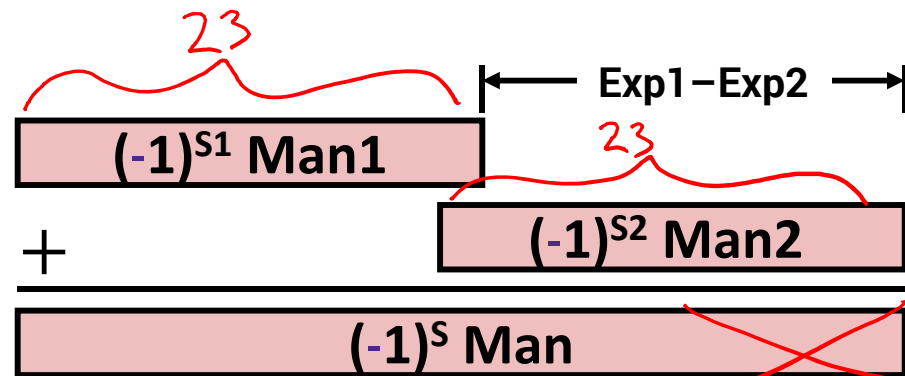 23
Exp1–Exp2
(-1)^S1 Man1
23
(-1)^S2 Man2
+
(-1)^S Man